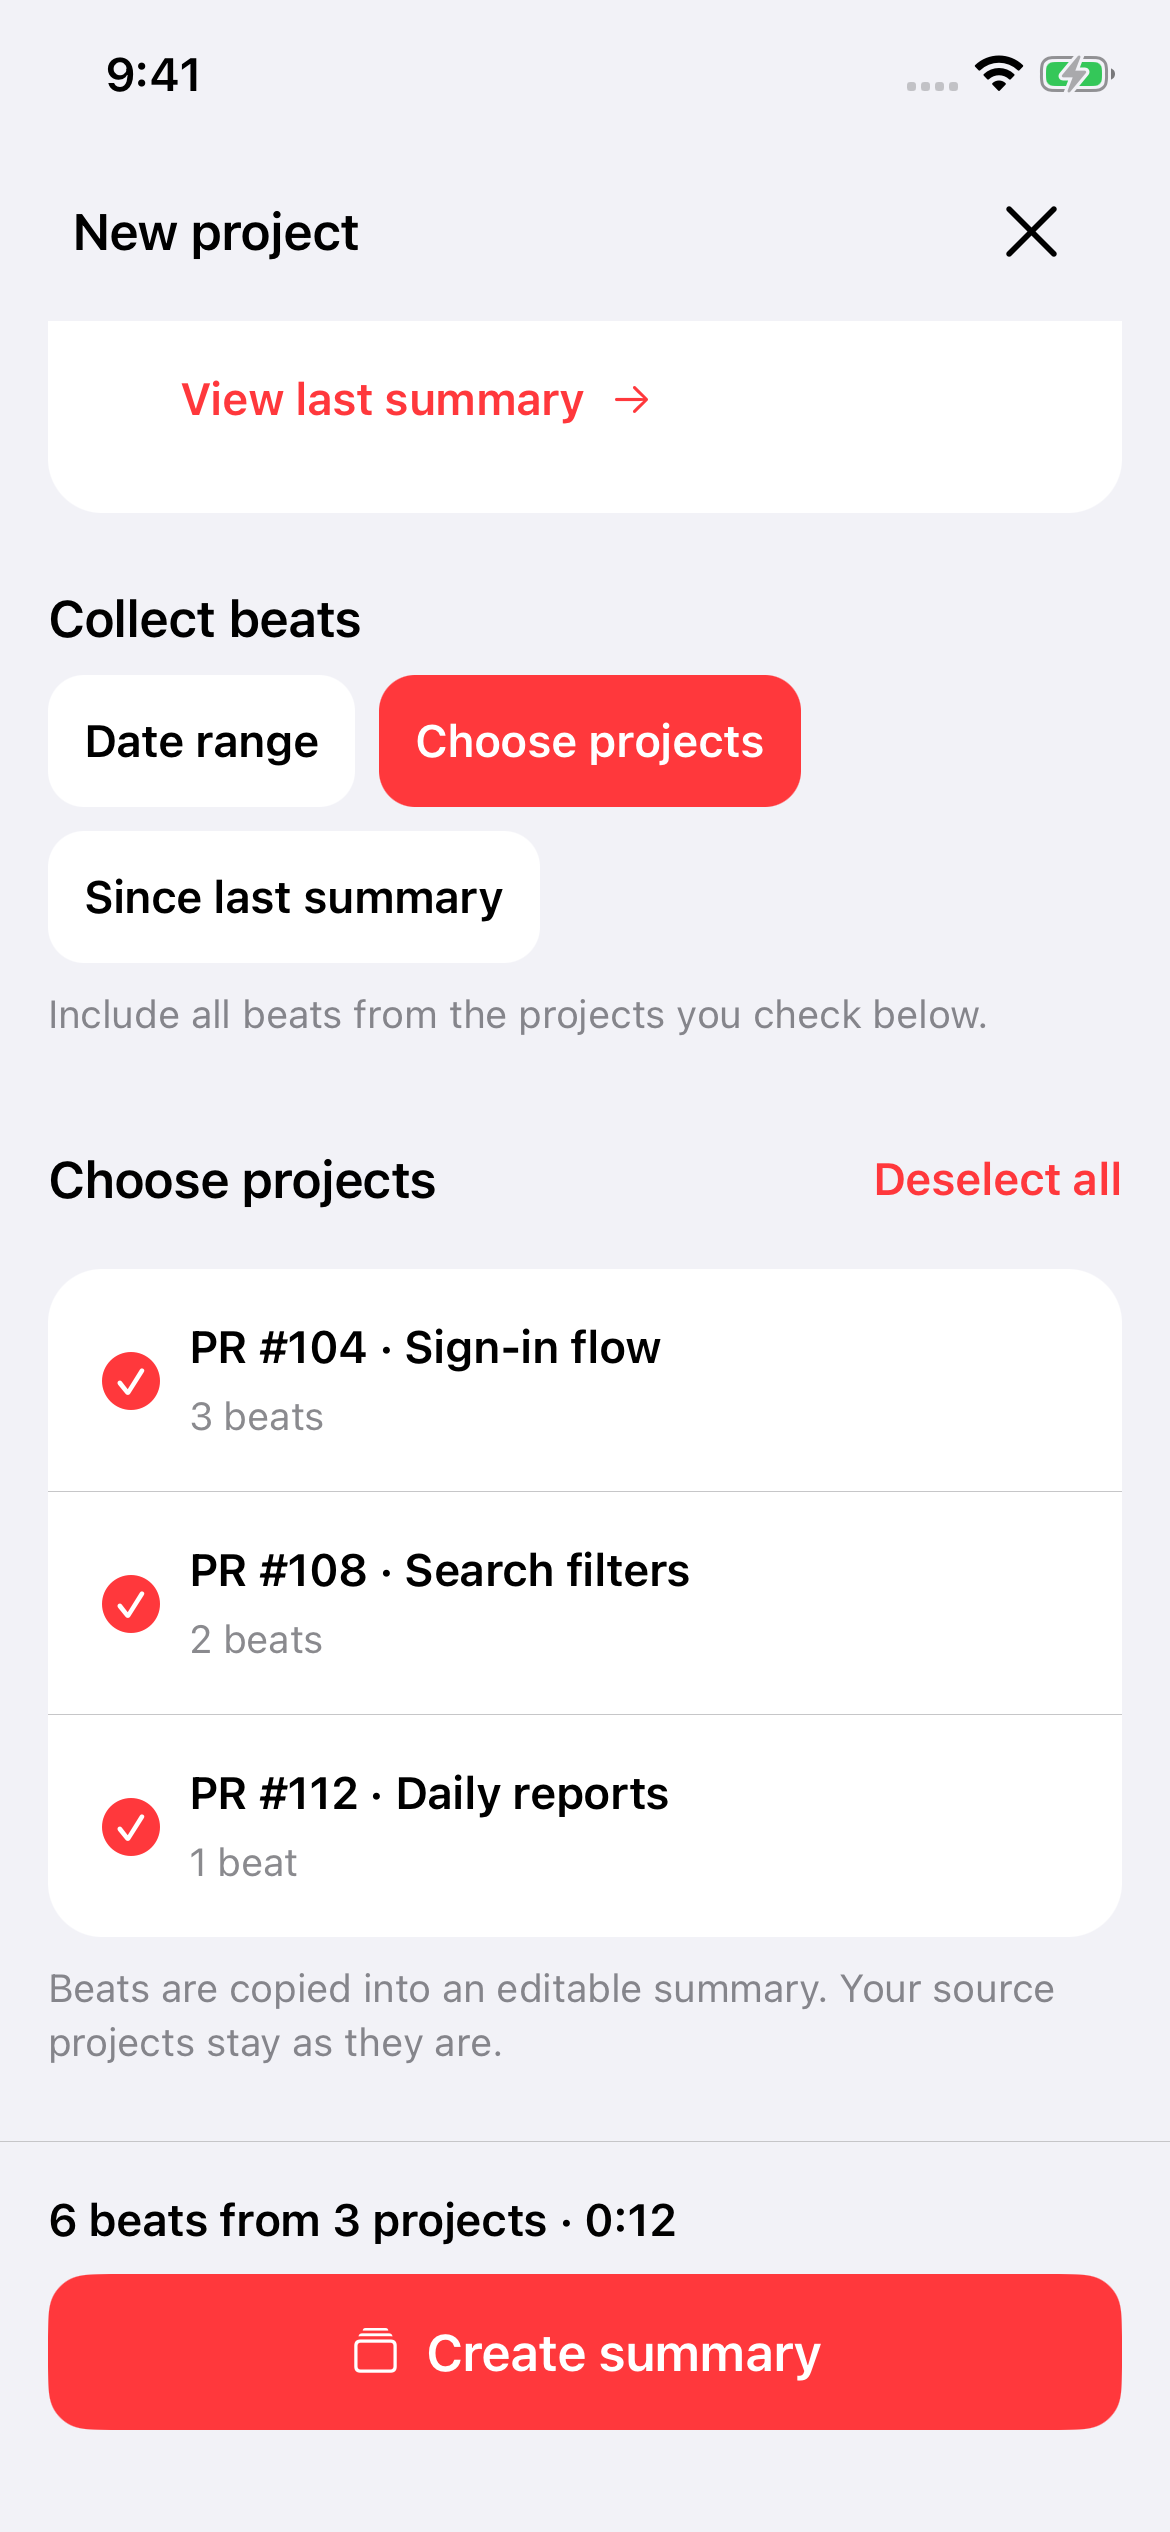 9:41
New project
View last summary →
Collect beats
Date range
Choose projects
Since last summary
Include all beats from the projects you check below.
Choose projects
Deselect all
PR #104 · Sign-in flow
3 beats
PR #108 · Search filters
2 beats
PR #112 · Daily reports
1 beat
Beats are copied into an editable summary. Your source
projects stay as they are.
6 beats from 3 projects · 0:12
Create summary